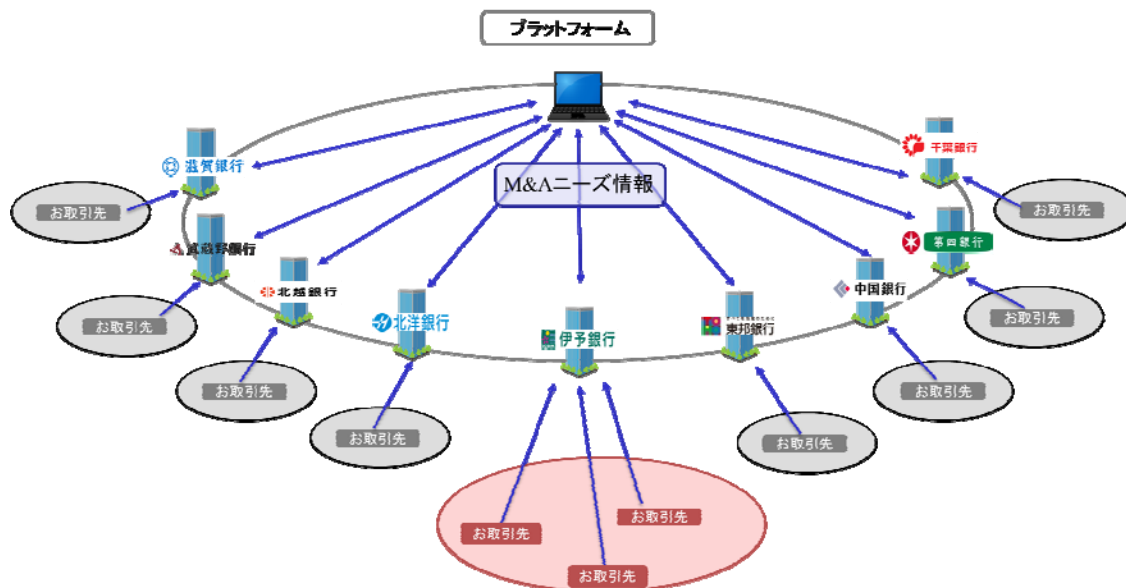 プラットフォーム
M&Aニーズ情報
滋賀銀行
千葉銀行
お取引先
お取引先
武蔵野銀行
第四銀行
北越銀行
中国銀行
お取引先
お取引先
北洋銀行
伊予銀行
東邦銀行
お取引先
お取引先
お取引先
お取引先
お取引先
お取引先
お取引先